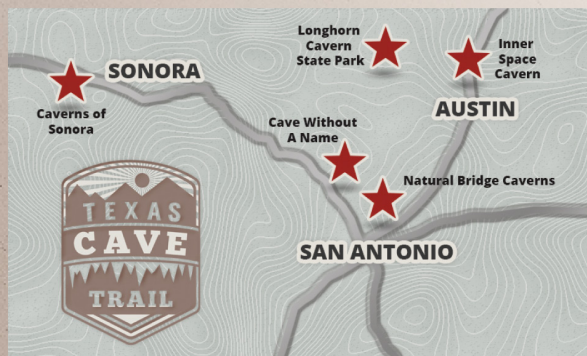 Longhorn
Cavern
State Park
Inner
Space
Cavern
SONORA
Caverns of
Sonora
AUSTIN
Cave Without
A Name
Natural Bridge Caverns
SAN ANTONIO
TEXAS
CAVE
TRAIL